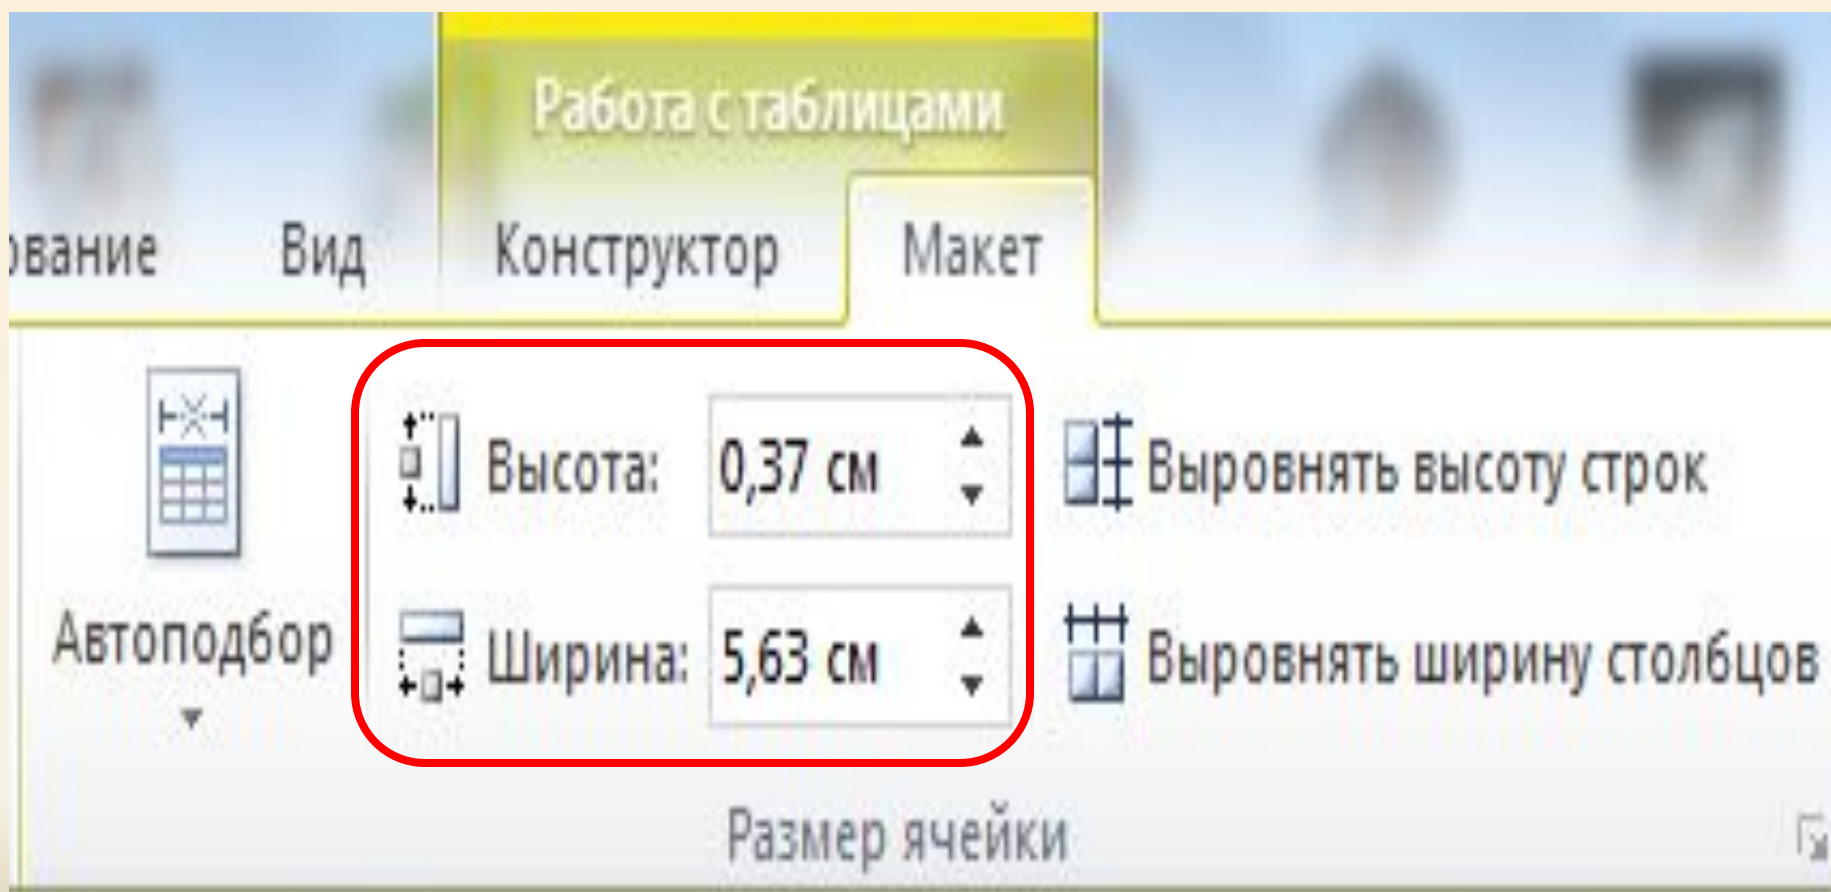 Работа с таблицами
ование Вид Конструктор Макет
Высота: 0,37 см Выровнять высоту строк
Автоподбор Ширина: 5,63 см Выровнять ширину столбцов
Размер ячейки